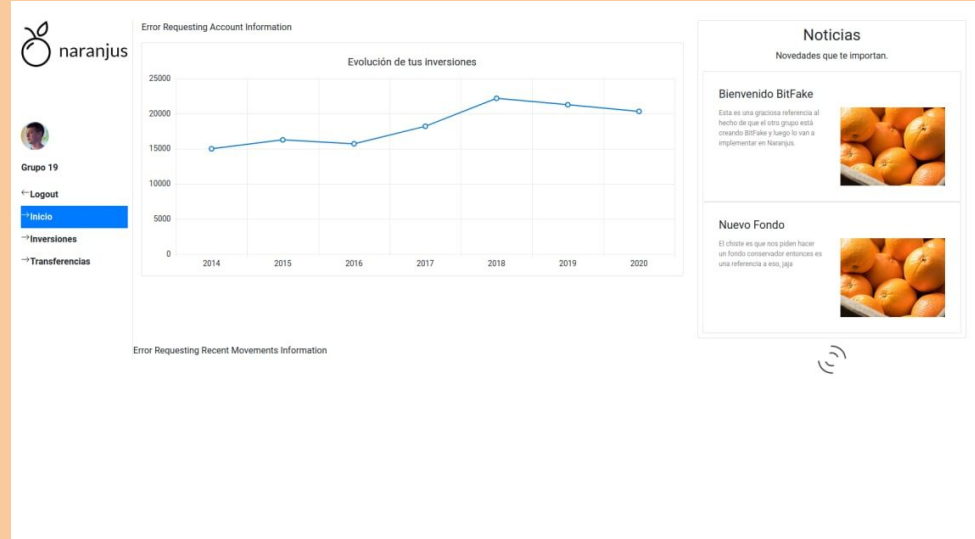 naranjus
Grupo 19
←Logout
→Inicio
→Inversiones
→Transferencias
Error Requesting Account Information
Evolución de tus inversiones
25000
20000
15000
10000
5000
0
2014 2015 2016 2017 2018 2019 2020
Error Requesting Recent Movements Information
Noticias
Novedades que te importan.
Bienvenido BitFake
Esta es una graciosa referencia al
hecho de que el otro grupo está
creando BitFake y luego lo van a
implementar en Naranjus.
Nuevo Fondo
El chiste es que nos piden hacer
un fondo conservador entonces es
una referencia a eso, jaja